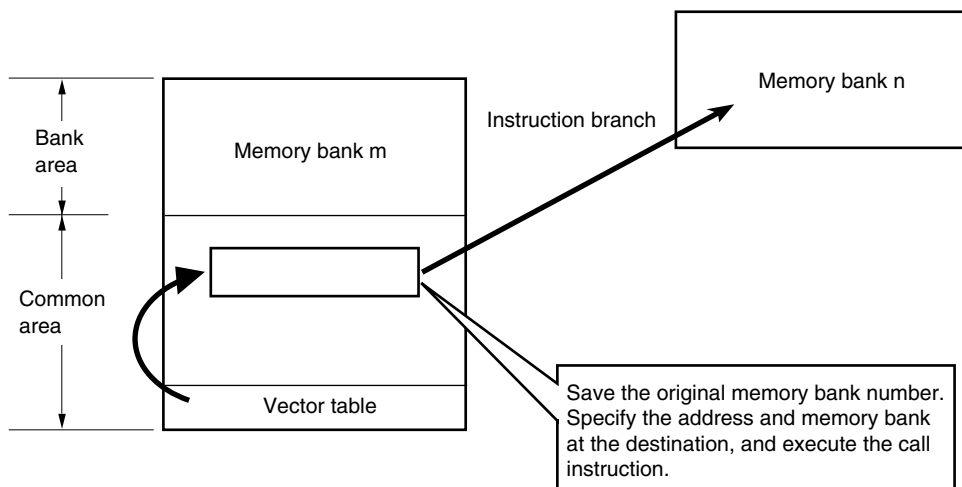 Memory bank n
Instruction branch
Bank
area
Memory bank m
Common
area
Vector table
Save the original memory bank number.
Specify the address and memory bank
at the destination, and execute the call
instruction.